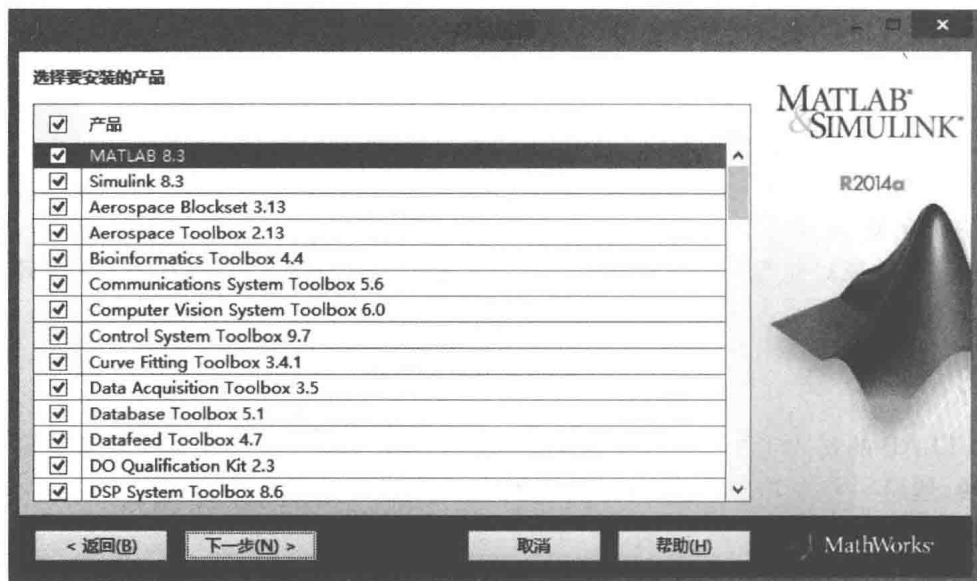 选择要安装的产品
产品
MATLAB 8.3
Simulink 8.3
Aerospace Blockset 3.13
Aerospace Toolbox 2.13
Bioinformatics Toolbox 4.4
Communications System Toolbox 5.6
Computer Vision System Toolbox 6.0
Control System Toolbox 9.7
Curve Fitting Toolbox 3.4.1
Data Acquisition Toolbox 3.5
Database Toolbox 5.1
Datafeed Toolbox 4.7
DO Qualification Kit 2.3
DSP System Toolbox 8.6
MATLAB®
&SIMULINK®
R2014a
< 返回(B)
下一步(N) >
取消
帮助(H)
MathWorks®